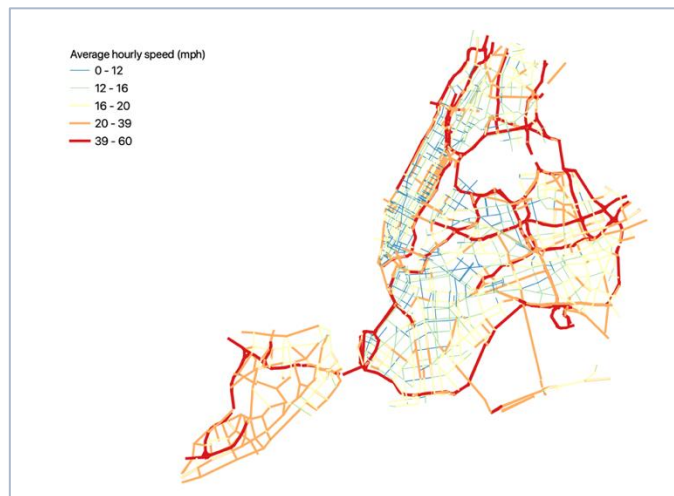 Average hourly speed (mph)
0 - 12
12 - 16
16 - 20
20 - 39
39 - 60